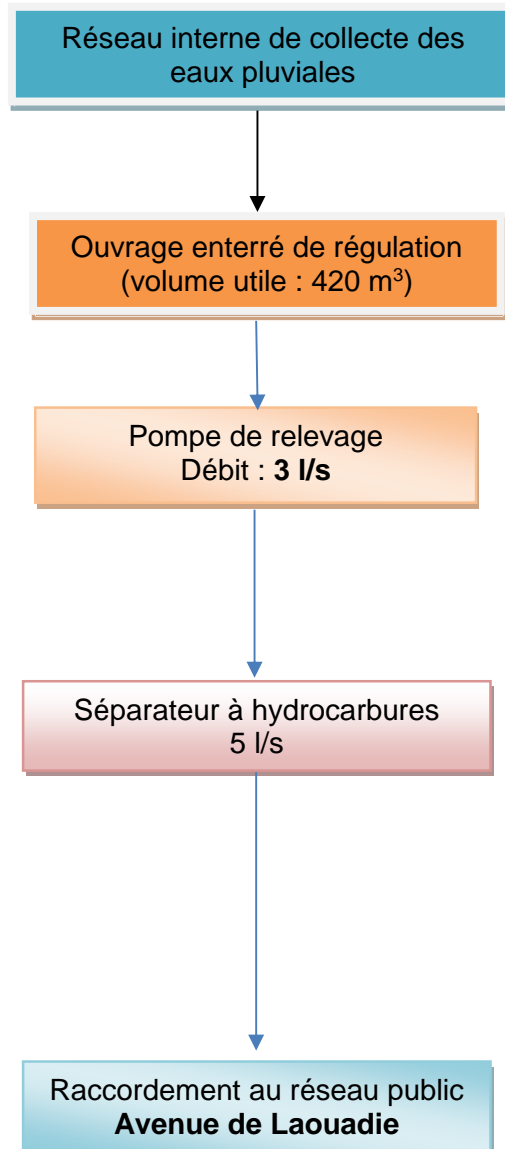 Réseau interne de collecte des
eaux pluviales
Ouvrage enterré de régulation
(volume utile : 420 m³)
Pompe de relevage
Débit : 3 l/s
Séparateur à hydrocarbures
5 l/s
Raccordement au réseau public
Avenue de Laouadie